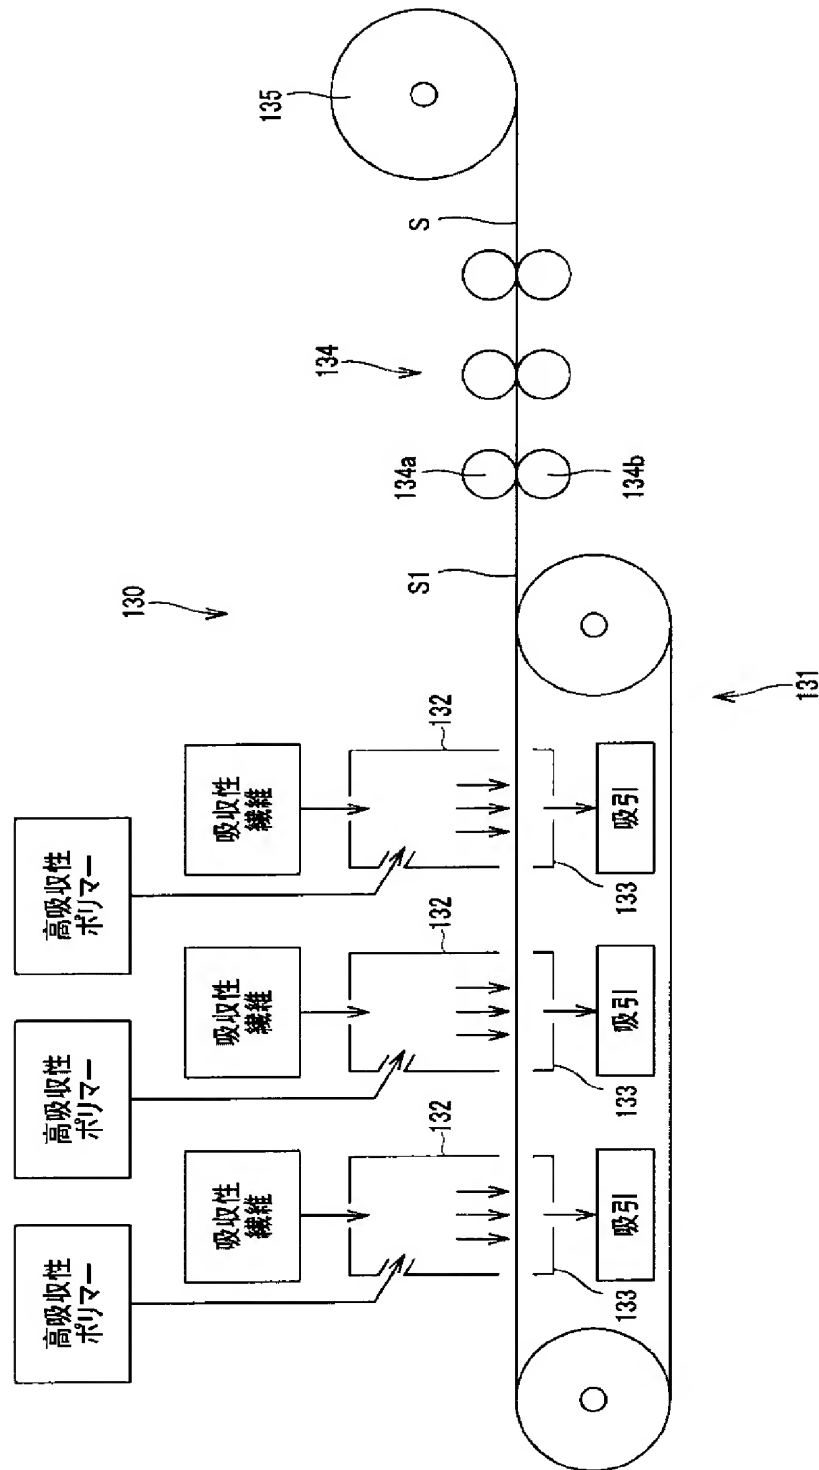 高吸収性
ポリマー
高吸収性
ポリマー
高吸収性
ポリマー
130
吸収性
繊維
吸収性
繊維
吸収性
繊維
135
134
132
132
132
S1
134a
S
134b
吸引
吸引
吸引
133
133
133
131